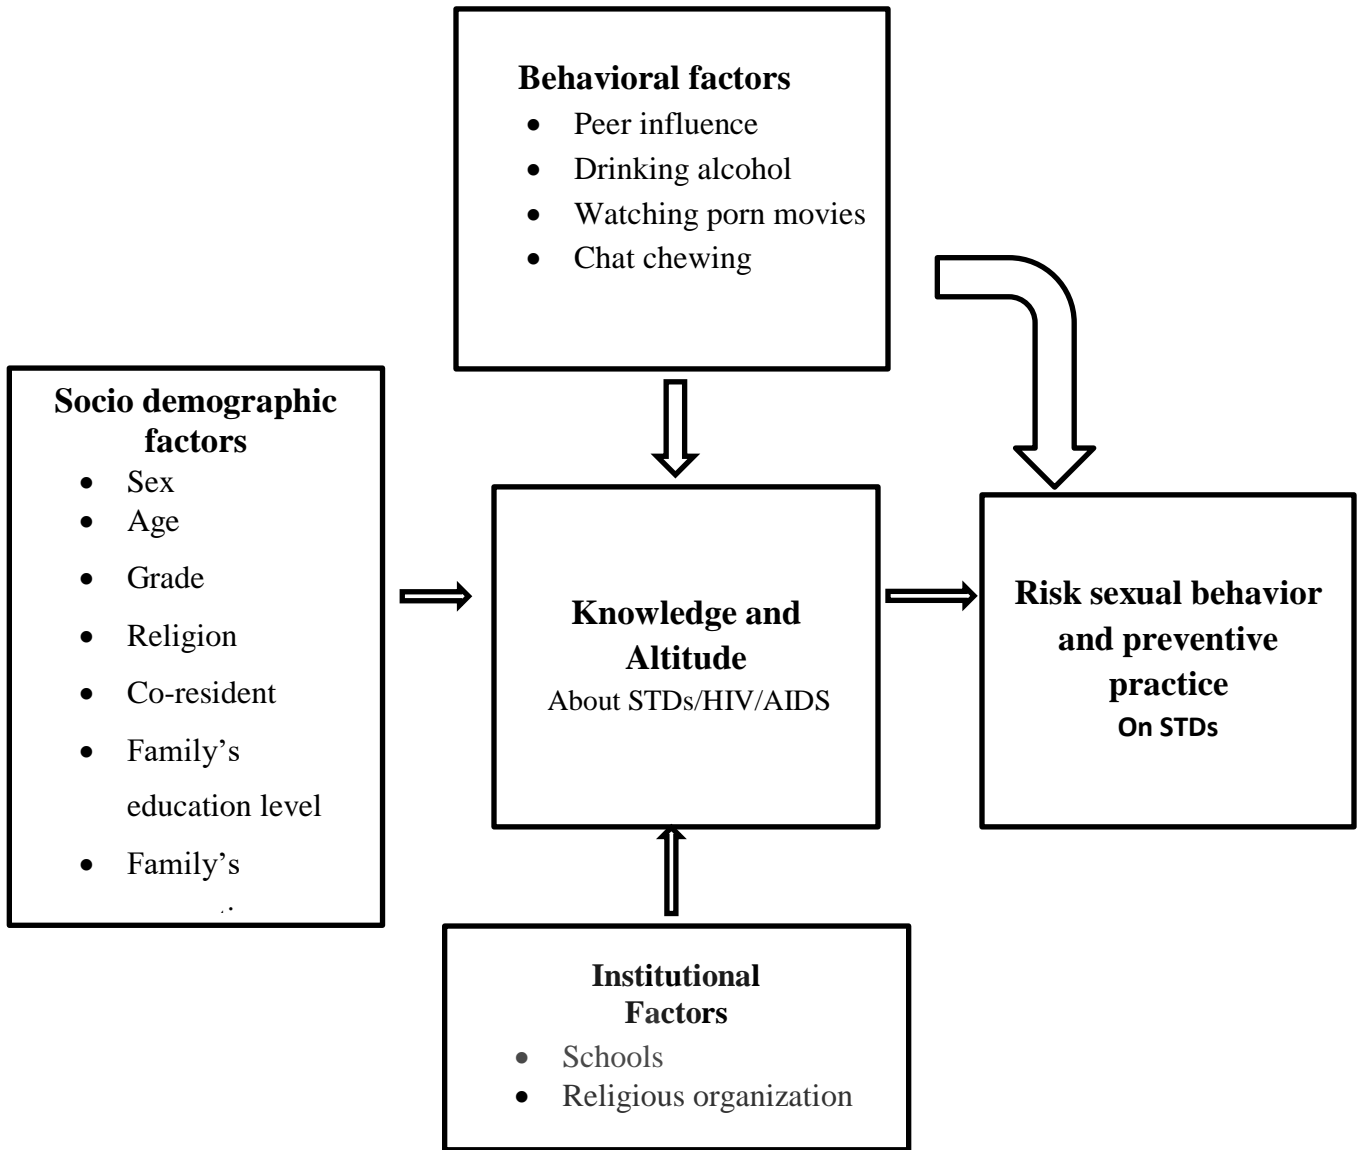 Behavioral factors
• Peer influence
• Drinking alcohol
• Watching porn movies
• Chat chewing
Socio demographic
factors
• Sex
• Age
• Grade
• Religion
• Co-resident
• Family’s
education level
• Family’s
Knowledge and
Altitude
About STDs/HIV/AIDS
Risk sexual behavior
and preventive
practice
On STDs
Institutional
Factors
• Schools
• Religious organization